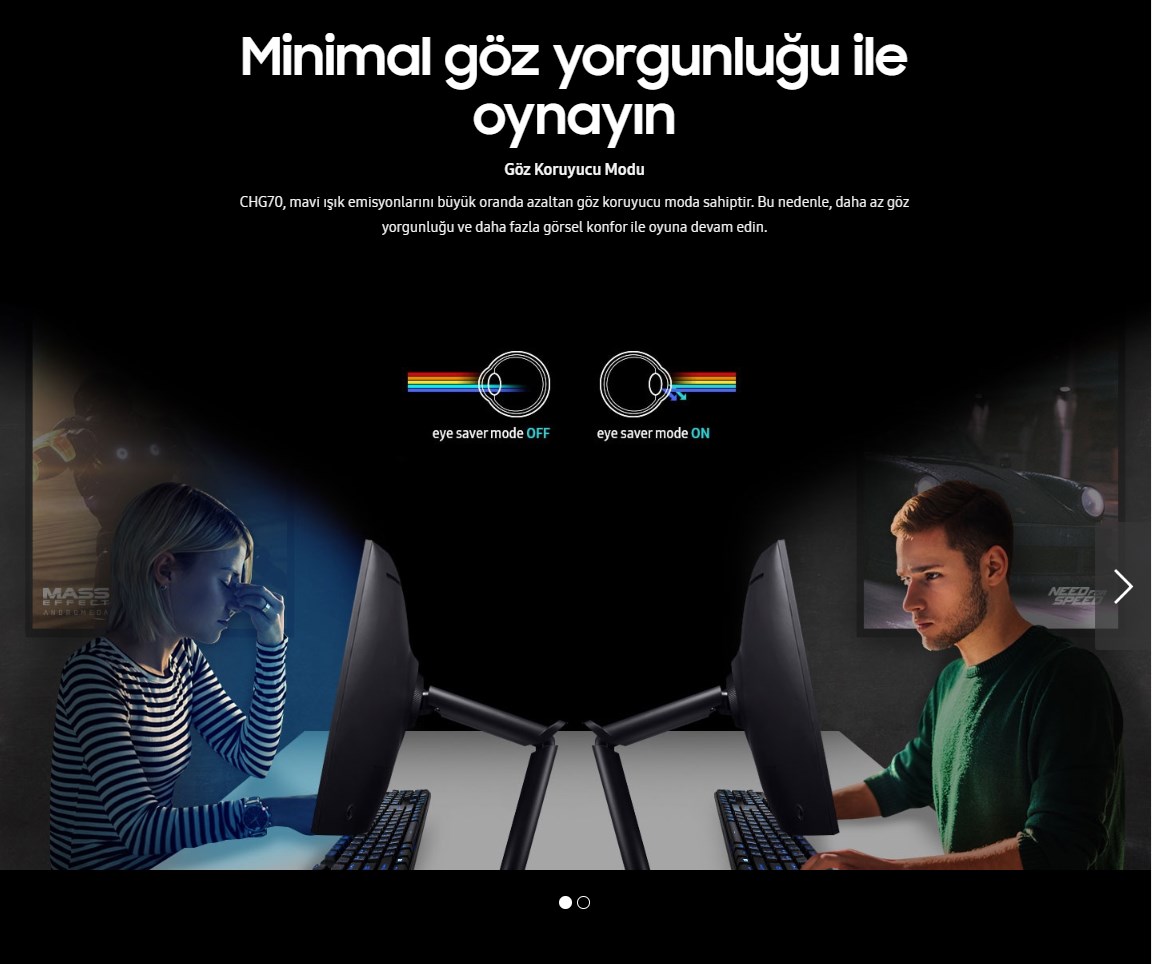 Minimal göz yorgunluğu ile
oynayın
Göz Koruyucu Modu
CHG70, mavi ışık emisyonlarını büyük oranda azaltan göz koruyucu moda sahiptir. Bu nedenle, daha az göz
yorgunluğu ve daha fazla görsel konfor ile oyuna devam edin.
eye saver mode OFF
eye saver mode ON
MASS
EFFECT
ANDROMEDA
NEED FOR
SPEED